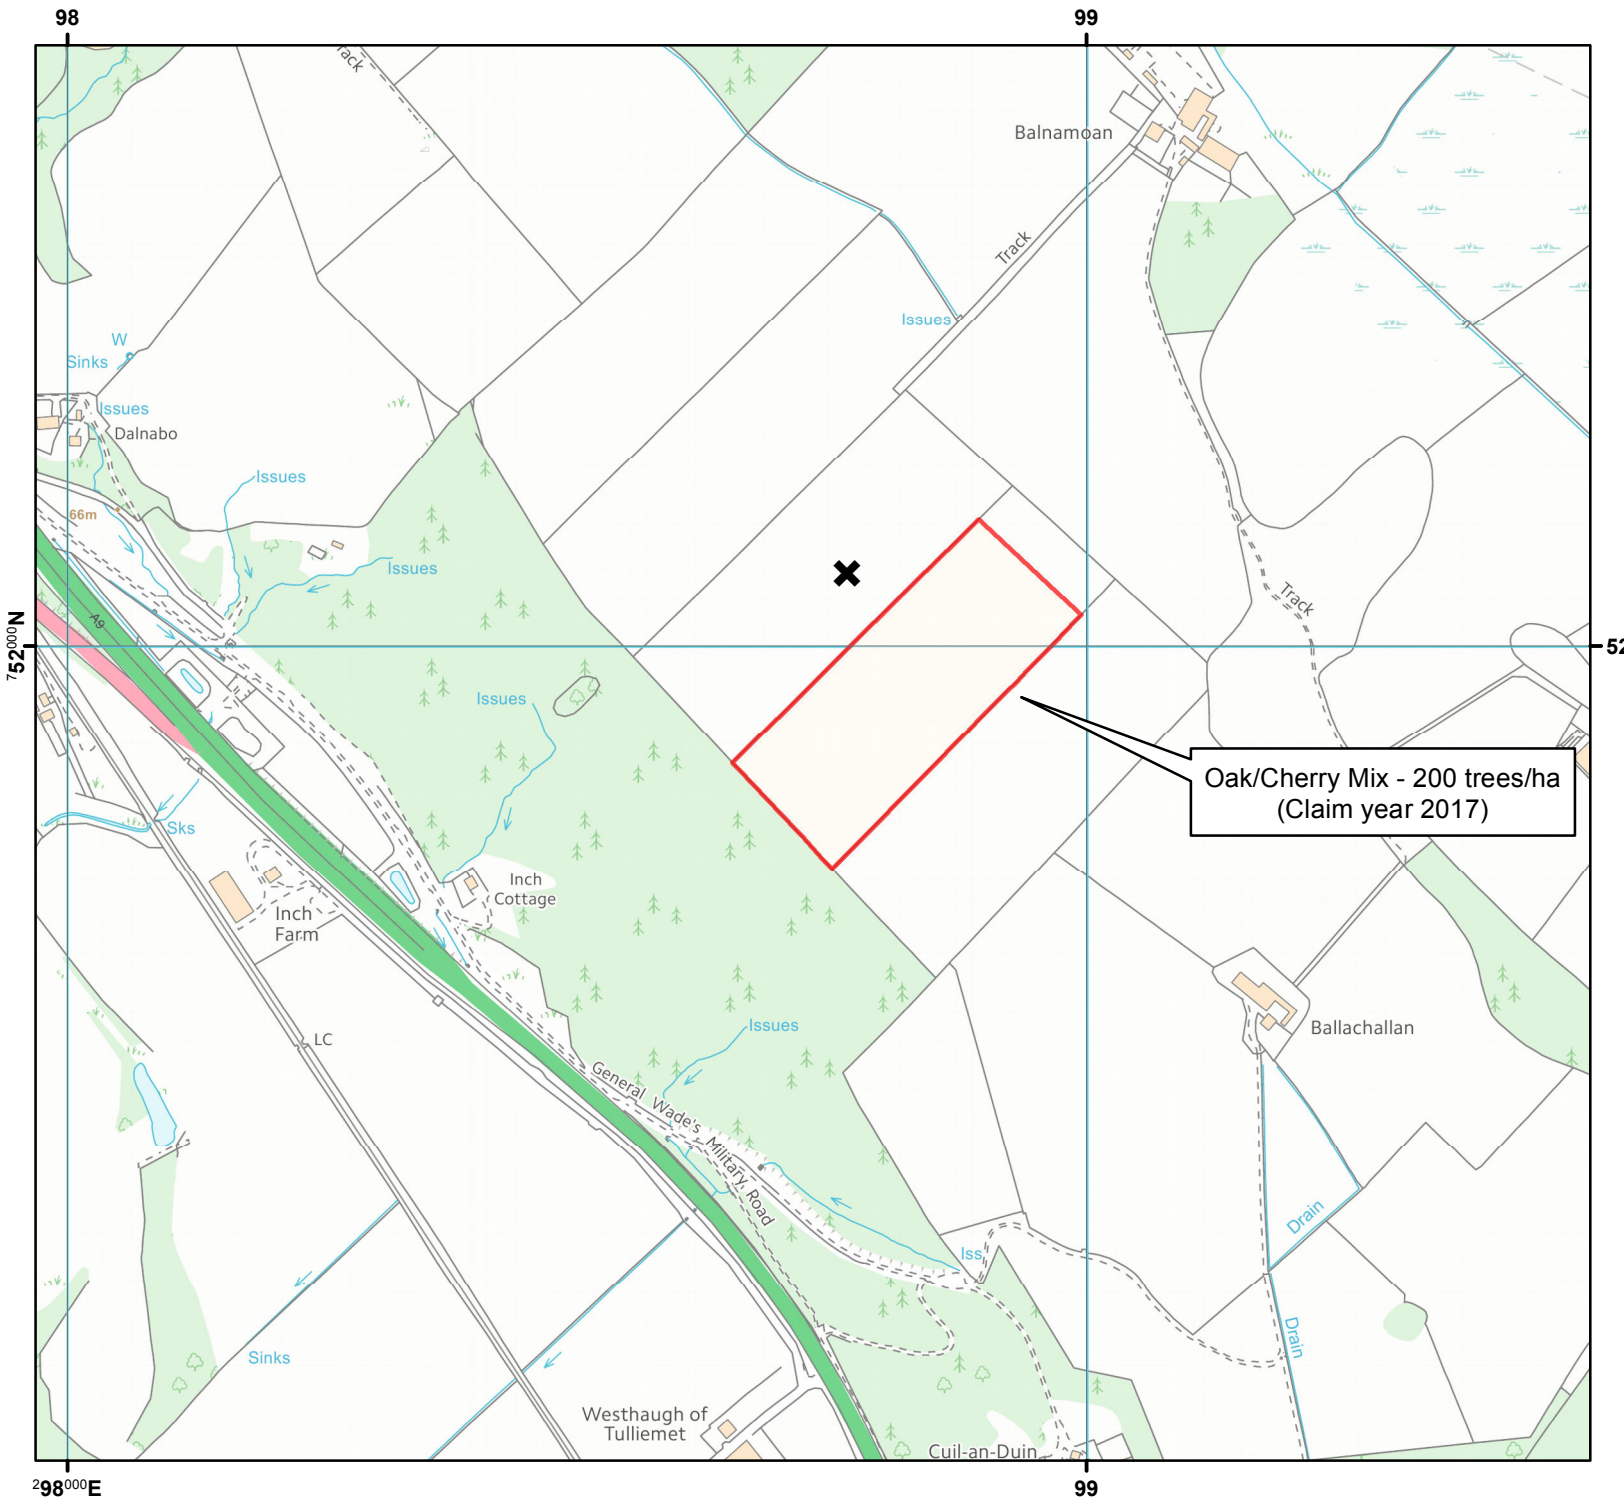 98
99
Track
Balnamoan
Track
Issues
W
Sinks
Issues
Dalnabo
Issues
66m
Issues
A9
Track
752000N
52
Issues
Oak/Cherry Mix - 200 trees/ha
(Claim year 2017)
Sks
Inch
Cottage
Inch
Farm
Issues
Ballachallan
LC
General Wade's Military Road
Drain
Iss
Drain
Sinks
Westhaugh of
Tulliemet
Cuil-an-Duin
298000E
99